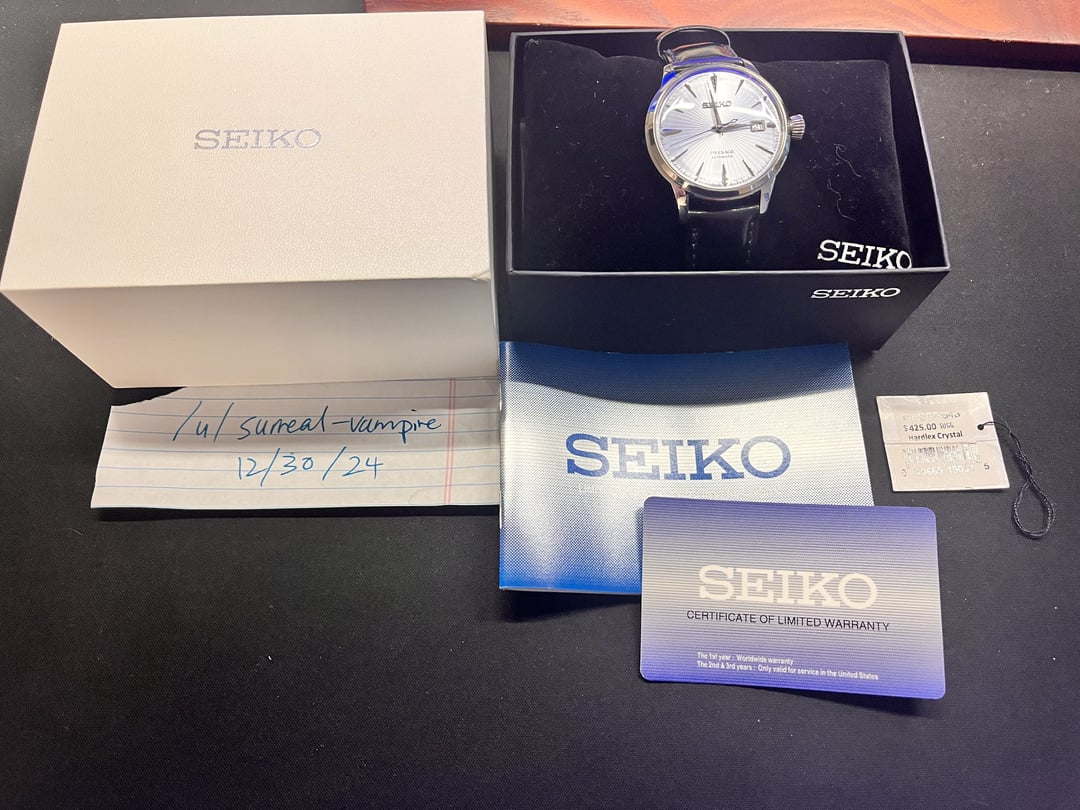 SEIKO
SEIKO
PRESAGE
AUTOMATIC
SEIKO
SEIKO
/u/ surreal-vampire
12/30/24
SEIKO
$425.00
Hardlex Crystal
SEIKO
CERTIFICATE OF LIMITED WARRANTY
The 1st year : Worldwide warranty
The 2nd & 3rd years : Only valid for service in the United States